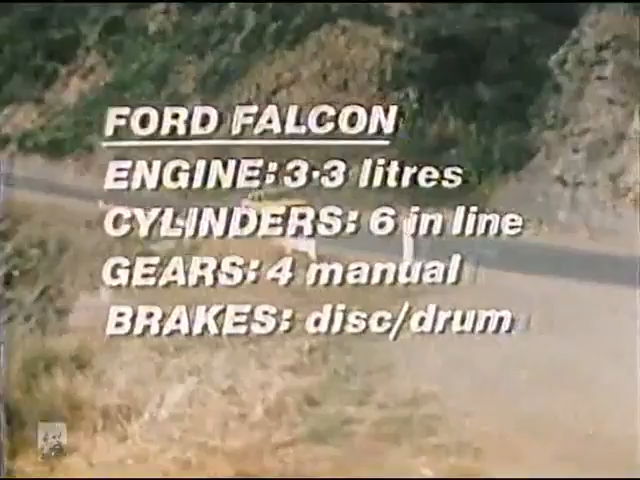 FORD FALCON
ENGINE: 3·3 litres
CYLINDERS: 6 in line
GEARS: 4 manual
BRAKES: disc/drum